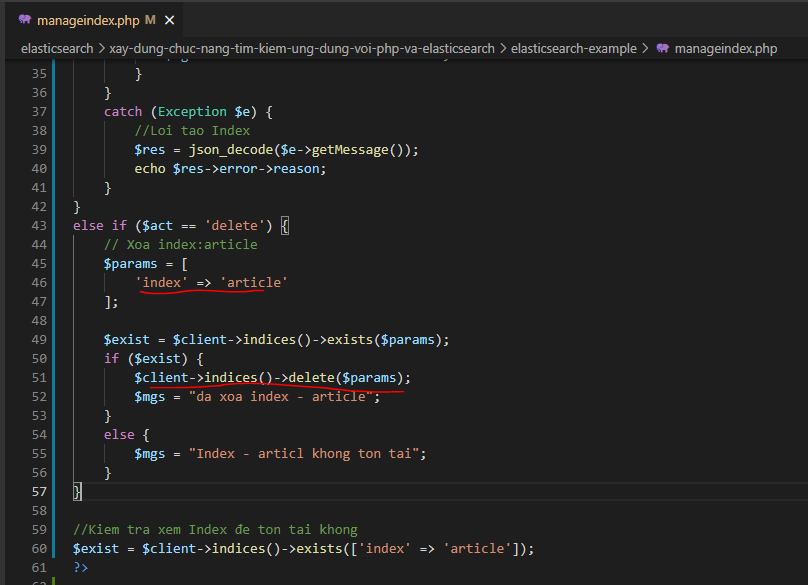 manageindex.php M
elasticsearch > xay-dung-chuc-nang-tim-kiem-ung-dung-voi-php-va-elasticsearch > elasticsearch-example > manageindex.php
35 }
36 }
37 catch (Exception $e) {
38 //Loi tao Index
39 $res = json_decode($e->getMessage());
40 echo $res->error->reason;
41 }
42 }
43 else if ($act == 'delete') {
44 // Xoa index:article
45 $params = [
46 'index' => 'article'
47 ];
48
49 $exist = $client->indices()->exists($params);
50 if ($exist) {
51 $client->indices()->delete($params);
52 $mgs = "da xoa index - article";
53 }
54 else {
55 $mgs = "Index - articl khong ton tai";
56 }
57 }
58
59 //Kiem tra xem Index đe ton tai khong
60 $exist = $client->indices()->exists(['index' => 'article']);
61 ?>